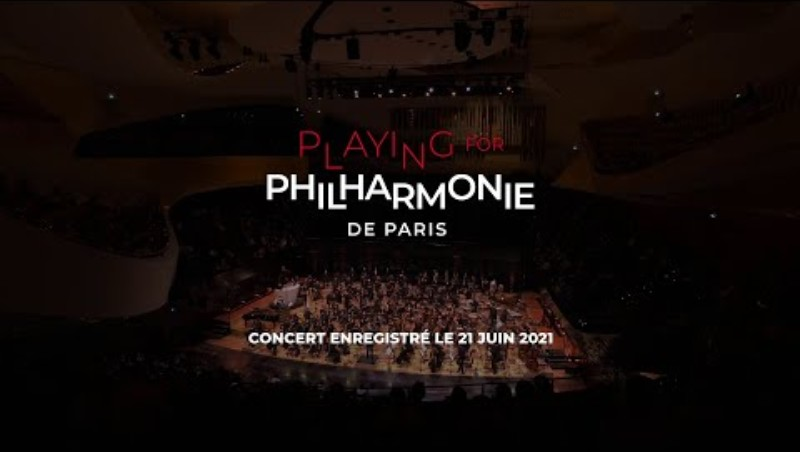 PLAYING FOR
PHILHARMONIE
DE PARIS
CONCERT ENREGISTRÉ LE 21 JUIN 2021